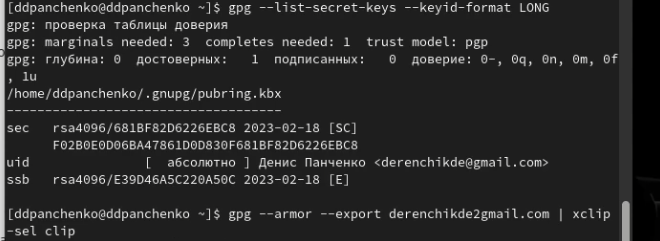 [ddpanchenko@ddpanchenko ~]$ gpg --list-secret-keys --keyid-format LONG
gpg: проверка таблицы доверия
gpg: marginals needed: 3  completes needed: 1  trust model: pgp
gpg: глубина: 0  достоверных:   1  подписанных:   0  доверие: 0-, 0q, 0n, 0m, 0f
, 1u
/home/ddpanchenko/.gnupg/pubring.kbx
------------------------------------
sec   rsa4096/681BF82D6226EBC8 2023-02-18 [SC]
      F02B0E0D06BA47861D0D830F681BF82D6226EBC8
uid               [  абсолютно ] Денис Панченко <derenchikde@gmail.com>
ssb   rsa4096/E39D46A5C220A50C 2023-02-18 [E]

[ddpanchenko@ddpanchenko ~]$ gpg --armor --export derenchikde2gmail.com | xclip
-sel clip